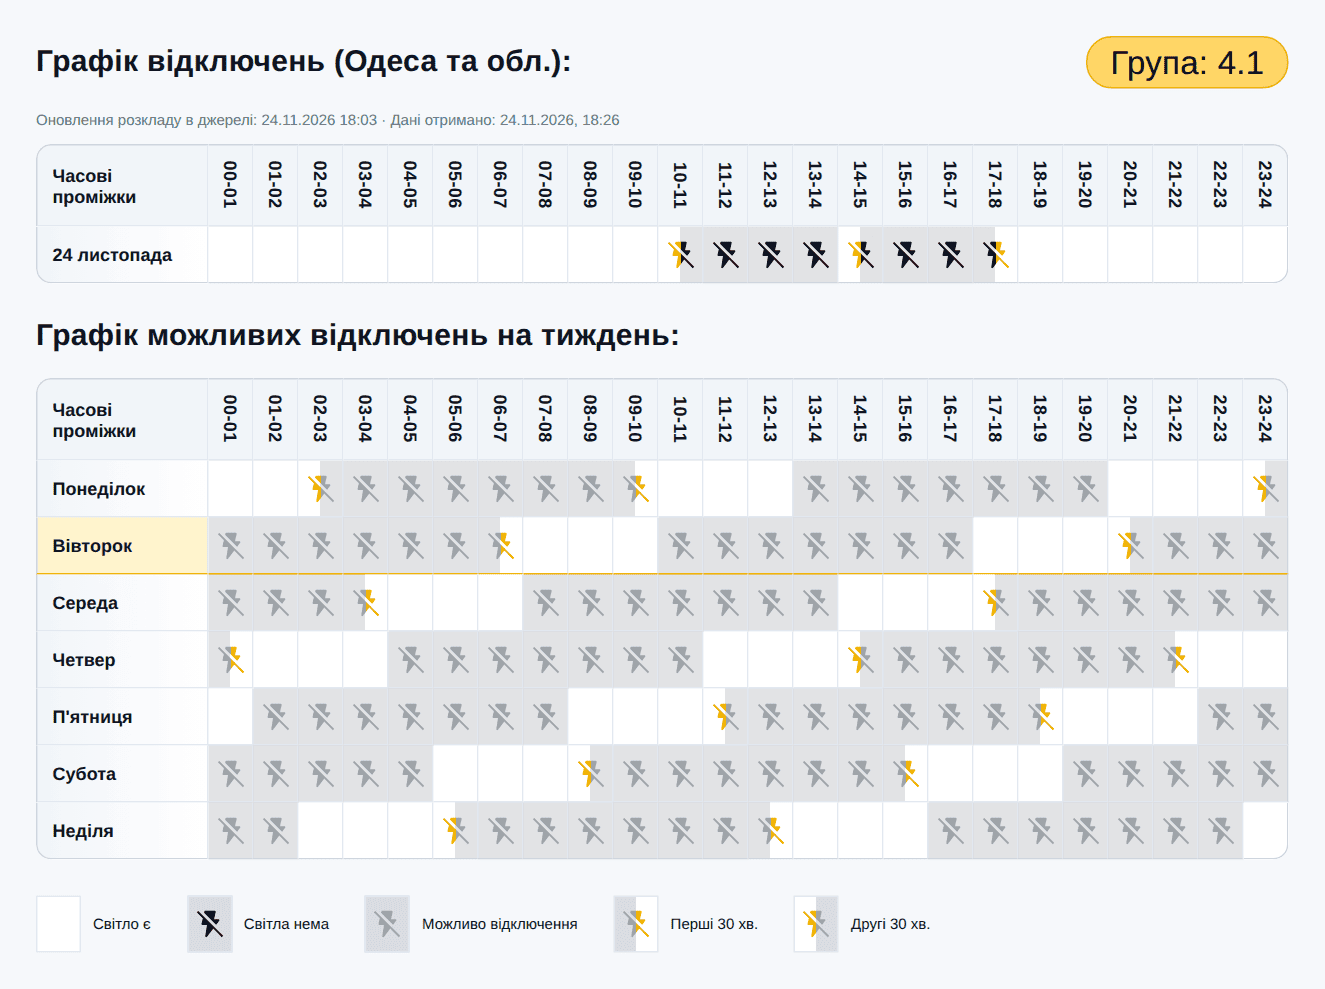 Графік відключень (Одеса та обл.):
Група: 4.1
Оновлення розкладу в джерелі: 24.11.2026 18:03 · Дані отримано: 24.11.2026, 18:26
Часові
проміжки
00-01 01-02 02-03 03-04 04-05 05-06 06-07 07-08 08-09 09-10 10-11 11-12 12-13 13-14 14-15 15-16 16-17 17-18 18-19 19-20 20-21 21-22 22-23 23-24
24 листопада
Графік можливих відключень на тиждень:
Часові
проміжки
00-01 01-02 02-03 03-04 04-05 05-06 06-07 07-08 08-09 09-10 10-11 11-12 12-13 13-14 14-15 15-16 16-17 17-18 18-19 19-20 20-21 21-22 22-23 23-24
Понеділок
Вівторок
Середа
Четвер
П'ятниця
Субота
Неділя
Світло є
Світла нема
Можливо відключення
Перші 30 хв.
Другі 30 хв.